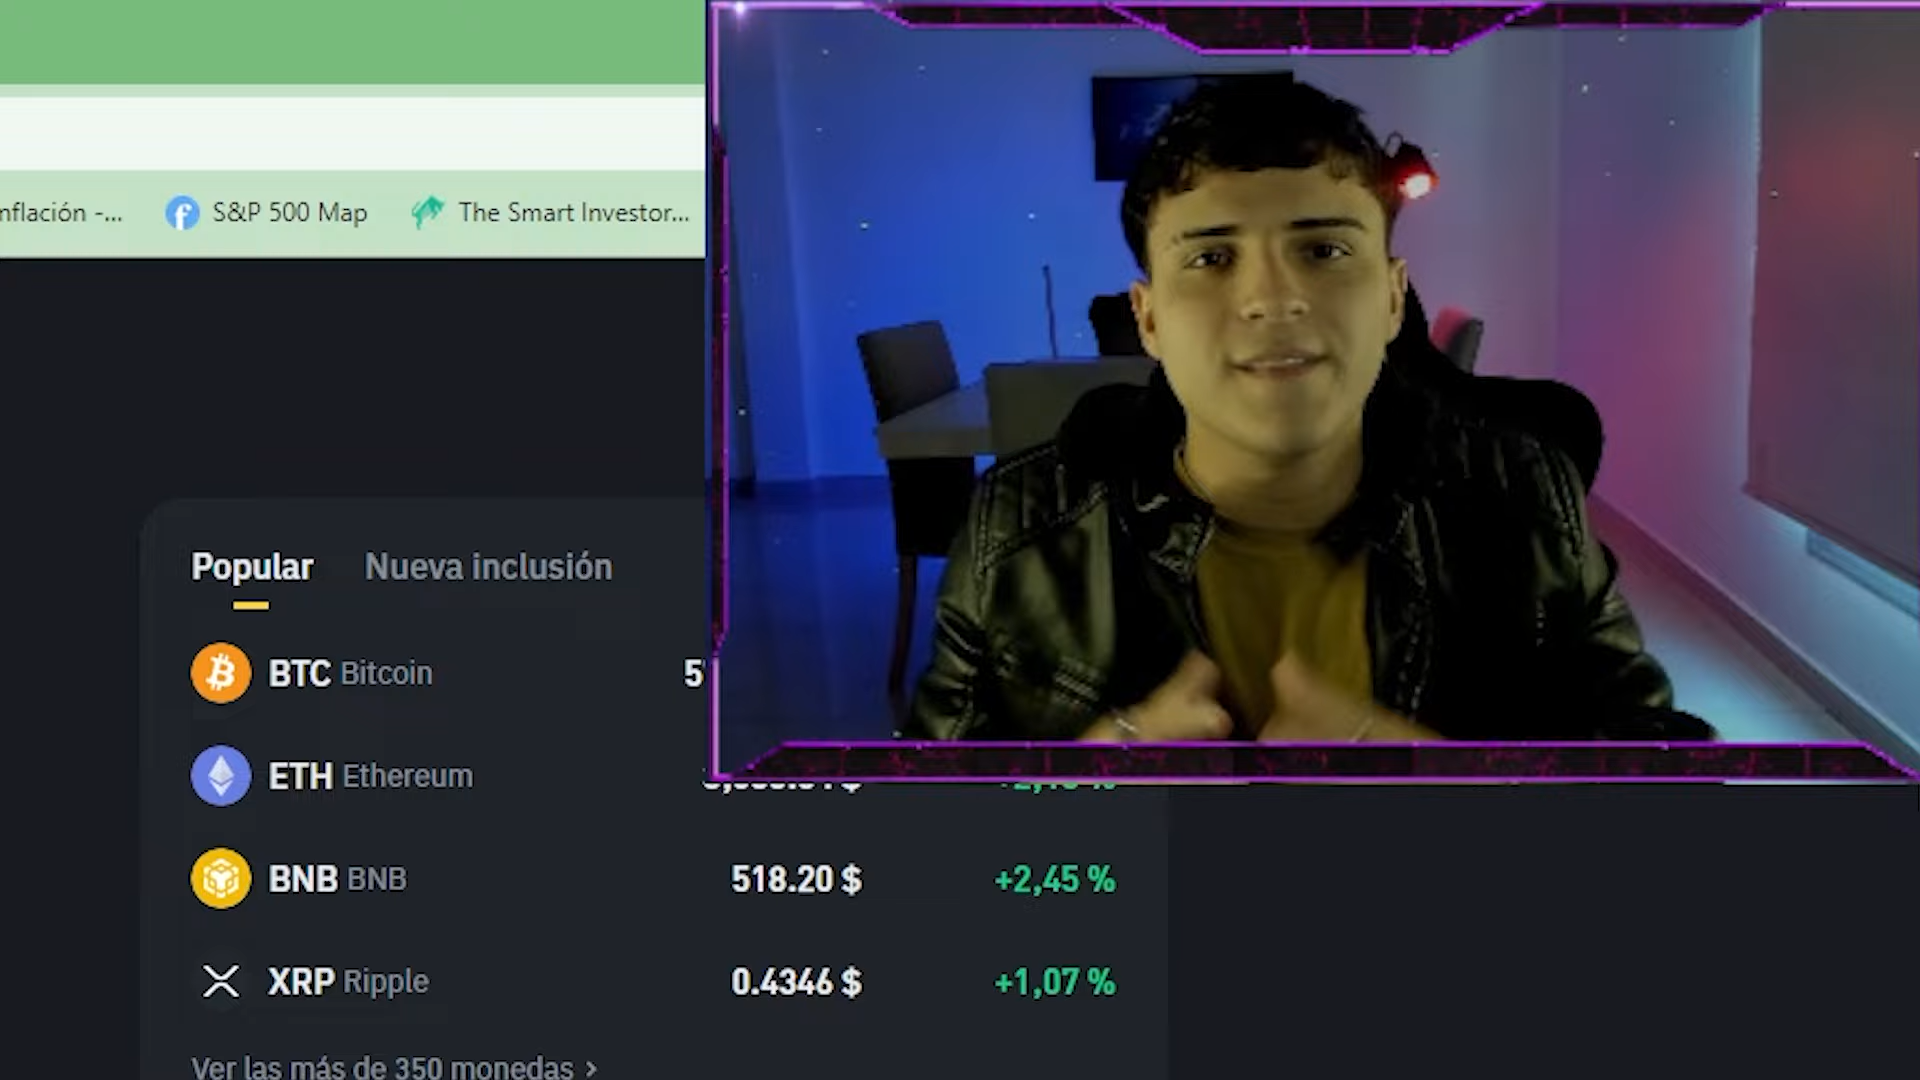 nflación -...
S&P 500 Map
The Smart Investor...
Popular
Nueva inclusión
BTC Bitcoin
ETH Ethereum
BNB BNB 518.20 $ +2,45 %
XRP Ripple 0.4346 $ +1,07 %
Ver las más de 350 monedas >